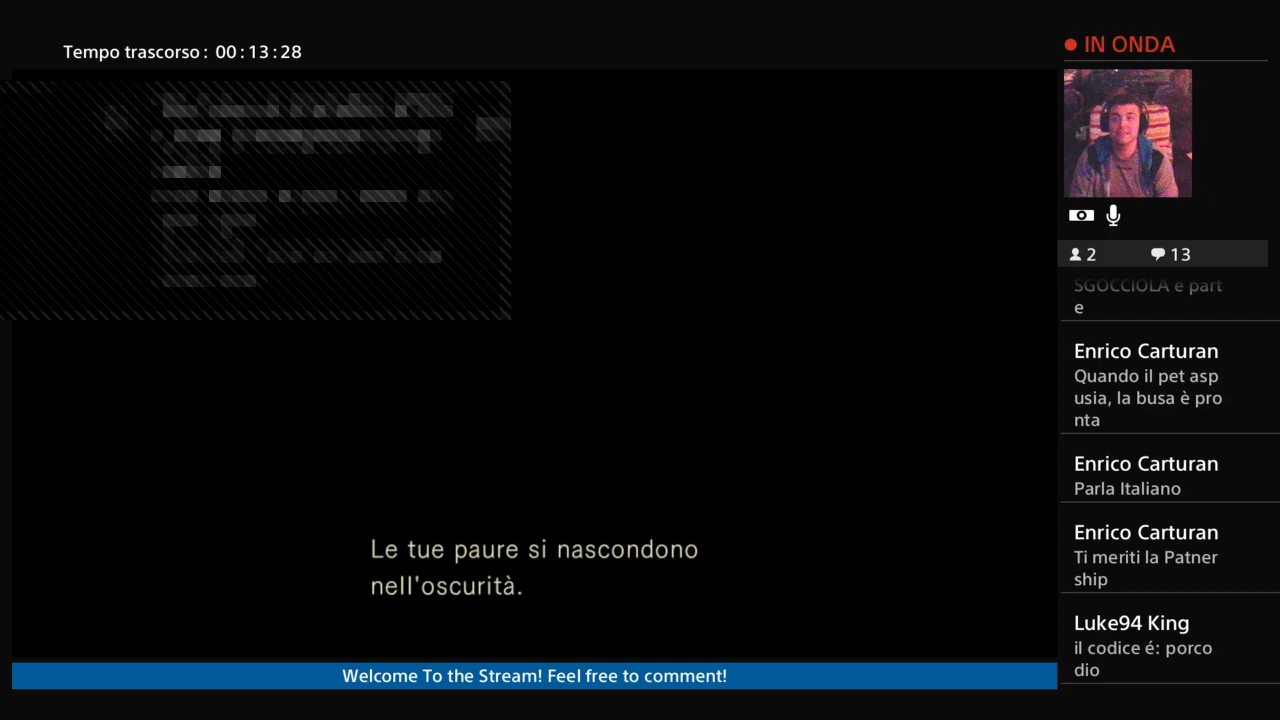 Tempo trascorso : 00 : 13 : 28
IN ONDA
2 13
SGOCCIOLA e part
e
Enrico Carturan
Quando il pet asp
usia, la busa è pro
nta
Enrico Carturan
Parla Italiano
Enrico Carturan
Ti meriti la Patner
ship
Luke94 King
il codice é: porco
dio
Le tue paure si nascondono
nell'oscurità.
Welcome To the Stream! Feel free to comment!